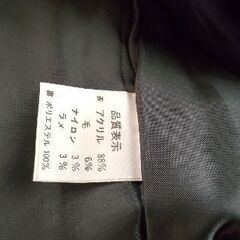 品質表示
表 アクリル 88%
毛 6%
ナイロン 3%
ラメ 3%
裏 ポリエステル 100%